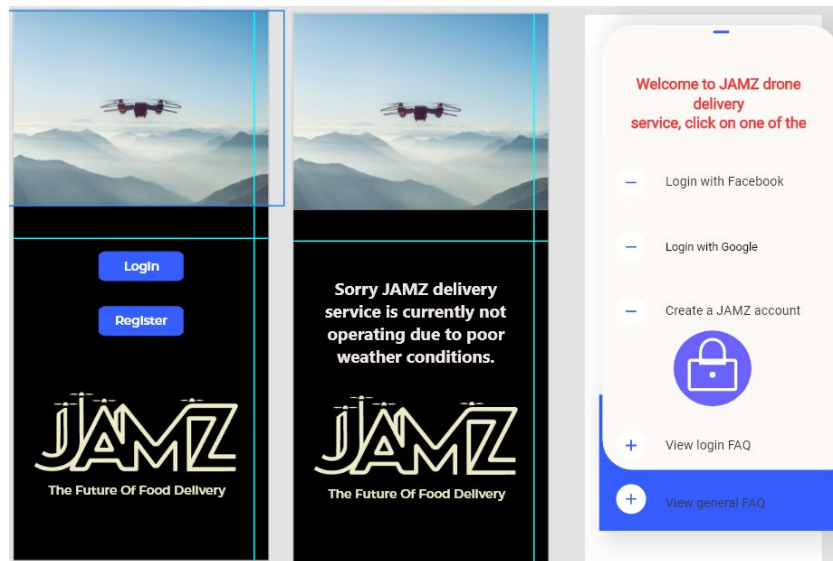 Login
Register
JAMZ
The Future Of Food Delivery
Sorry JAMZ delivery
service is currently not
operating due to poor
weather conditions.
JAMZ
The Future Of Food Delivery
Welcome to JAMZ drone
delivery
service, click on one of the
Login with Facebook
Login with Google
Create a JAMZ account
View login FAQ
View general FAQ